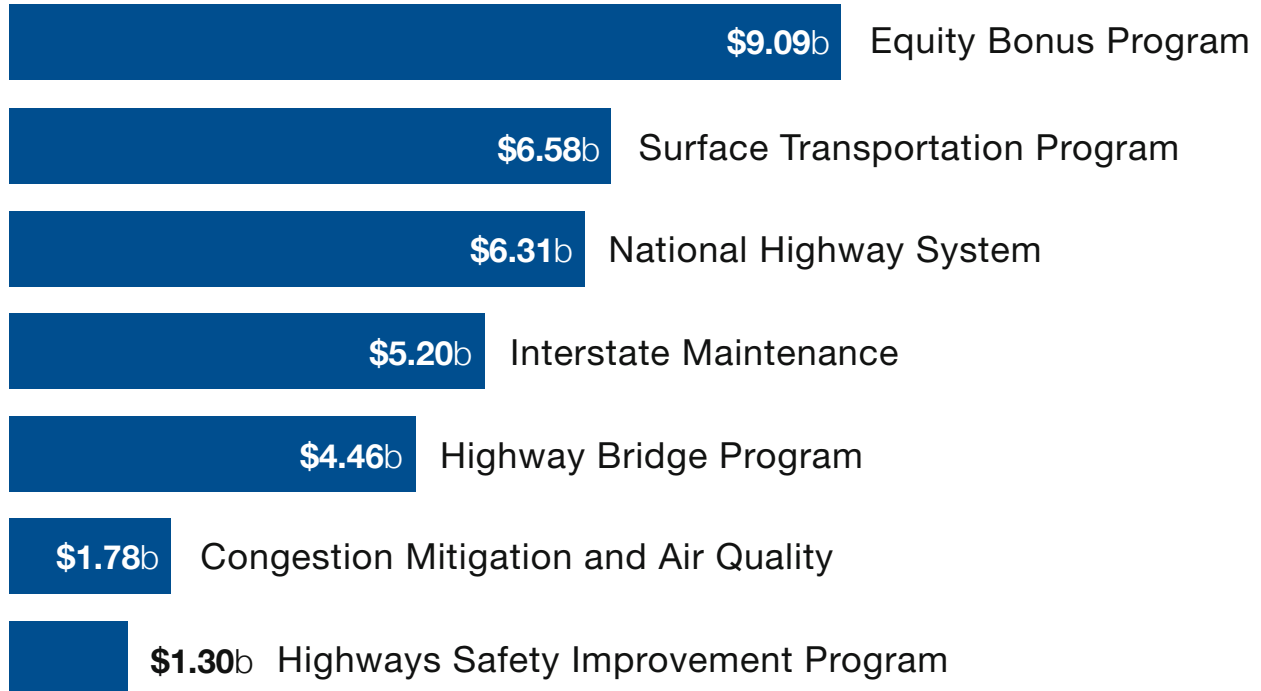 $9.09b Equity Bonus Program
$6.58b Surface Transportation Program
$6.31b National Highway System
$5.20b Interstate Maintenance
$4.46b Highway Bridge Program
$1.78b Congestion Mitigation and Air Quality
$1.30b Highways Safety Improvement Program